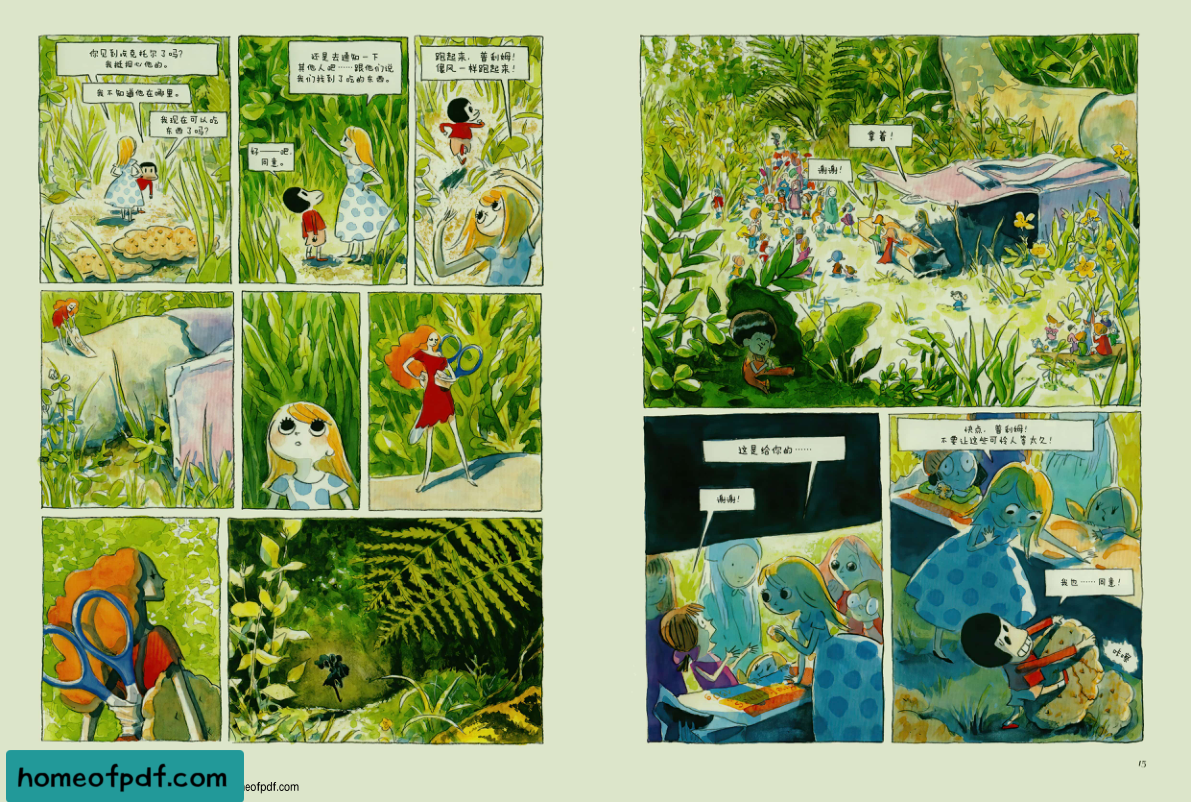 你见到皮克托尔了吗?
我挺担心他的。
我不知道他在哪里。
我现在可以吃
东西了吗?
还是去通知一下
其他人吧……跟他们说
我们找到了吃的东西。
好——吧,
同意。
跑起来,普利姆!
像风一样跑起来!
拿着!
谢谢!
这是给你的……
谢谢!
快点,普利姆!
不要让这些可怜人等太久!
我也……同意!
咔嚓
15
homeofpdf.com
eofpdf.com